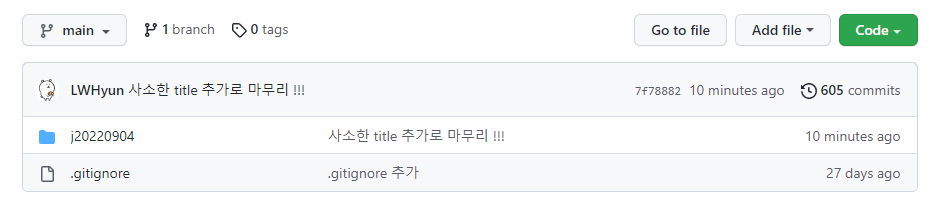 main 1 branch 0 tags Go to file Add file Code
LWHyun 사소한 title 추가로 마무리 !!! 7f78882 10 minutes ago 605 commits
j20220904 사소한 title 추가로 마무리 !!! 10 minutes ago
.gitignore .gitignore 추가 27 days ago